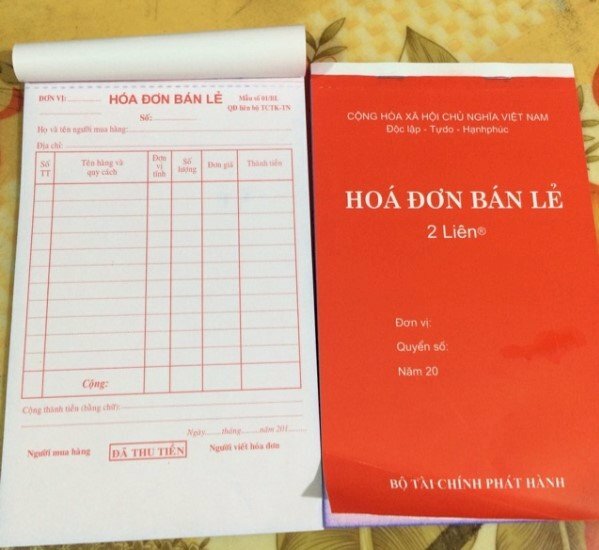 ĐƠN VỊ:............
HÓA ĐƠN BÁN LẺ
Mẫu số 01/BL
QĐ liên bộ TCTK-TN
Số:............
Họ và tên người mua hàng:............
Địa chỉ:............
Số TT
Tên hàng và quy cách
Đơn vị tính
Số lượng
Đơn giá
Thành tiền
Cộng:
Cộng thành tiền (bằng chữ):............
Ngày.......tháng.........năm 201......
Người mua hàng
ĐÃ THU TIỀN
Người viết hóa đơn
CỘNG HÒA XÃ HỘI CHỦ NGHĨA VIỆT NAM
Độc lập - Tựdo - Hạnhphúc
HOÁ ĐƠN BÁN LẺ
2 Liên®
Đơn vị:
Quyển số:
Năm 20
BỘ TÀI CHÍNH PHÁT HÀNH